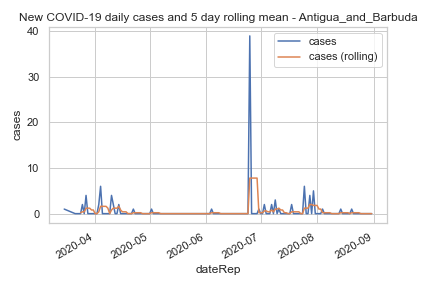 New COVID-19 daily cases and 5 day rolling mean - Antigua_and_Barbuda
cases
cases (rolling)
40
30
20
10
0
cases
2020-04
2020-05
2020-06
2020-07
2020-08
2020-09
dateRep